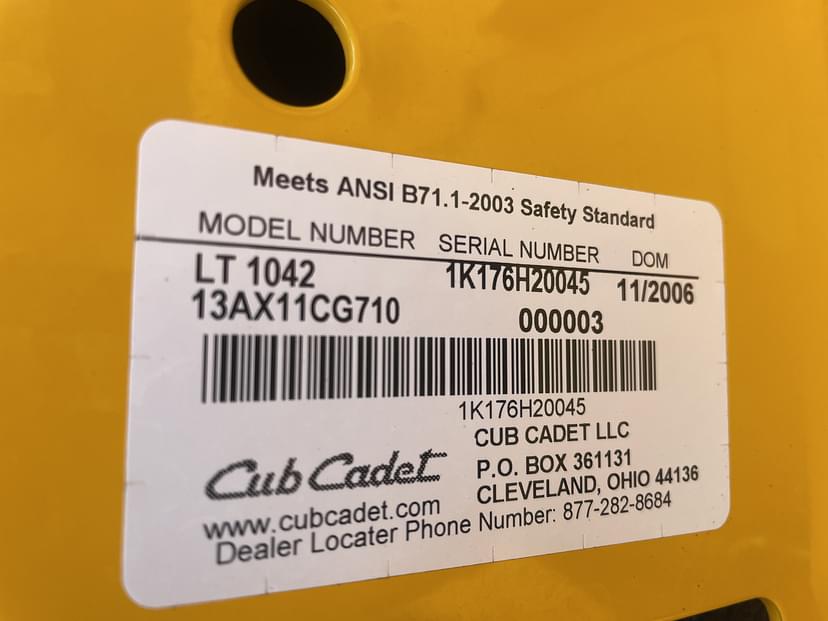 Meets ANSI B71.1-2003 Safety Standard
MODEL NUMBER SERIAL NUMBER DOM
LT 1042 1K176H20045 11/2006
13AX11CG710 000003
1K176H20045
CUB CADET LLC
P.O. BOX 361131
CLEVELAND, OHIO 44136
Cub Cadet
www.cubcadet.com
Dealer Locater Phone Number: 877-282-8684